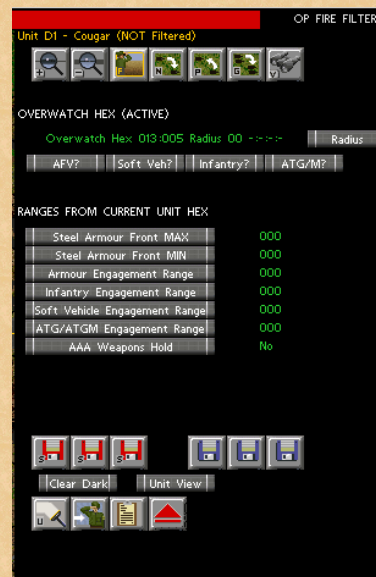 OP FIRE FILTER
Unit D1 - Cougar (NOT Filtered)
+ - F N P G V
OVERWATCH HEX (ACTIVE)
Overwatch Hex 013:005 Radius 00 -:-:-:- Radius
AFV? Soft Veh? Infantry? ATG/M?
RANGES FROM CURRENT UNIT HEX
Steel Armour Front MAX 000
Steel Armour Front MIN 000
Armour Engagement Range 000
Infantry Engagement Range 000
Soft Vehicle Engagement Range 000
ATG/ATGM Engagement Range 000
AAA Weapons Hold No
S S S
Clear Dark Unit View
U